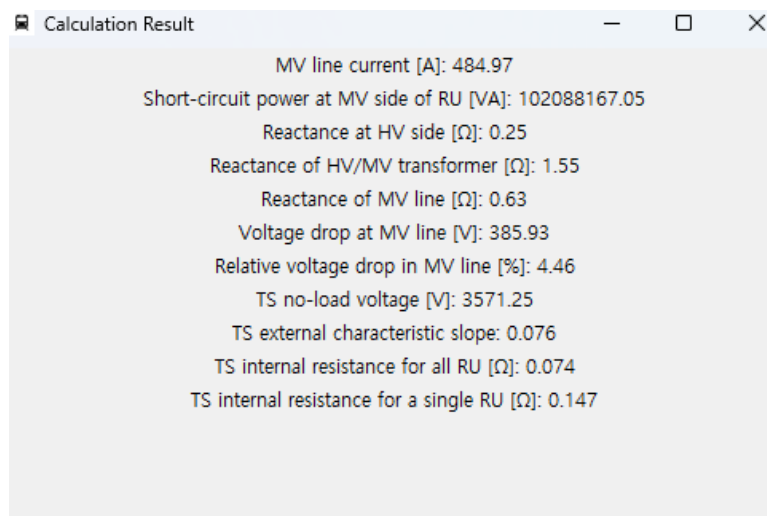 Calculation Result
MV line current [A]: 484.97
Short-circuit power at MV side of RU [VA]: 102088167.05
Reactance at HV side [Ω]: 0.25
Reactance of HV/MV transformer [Ω]: 1.55
Reactance of MV line [Ω]: 0.63
Voltage drop at MV line [V]: 385.93
Relative voltage drop in MV line [%]: 4.46
TS no-load voltage [V]: 3571.25
TS external characteristic slope: 0.076
TS internal resistance for all RU [Ω]: 0.074
TS internal resistance for a single RU [Ω]: 0.147